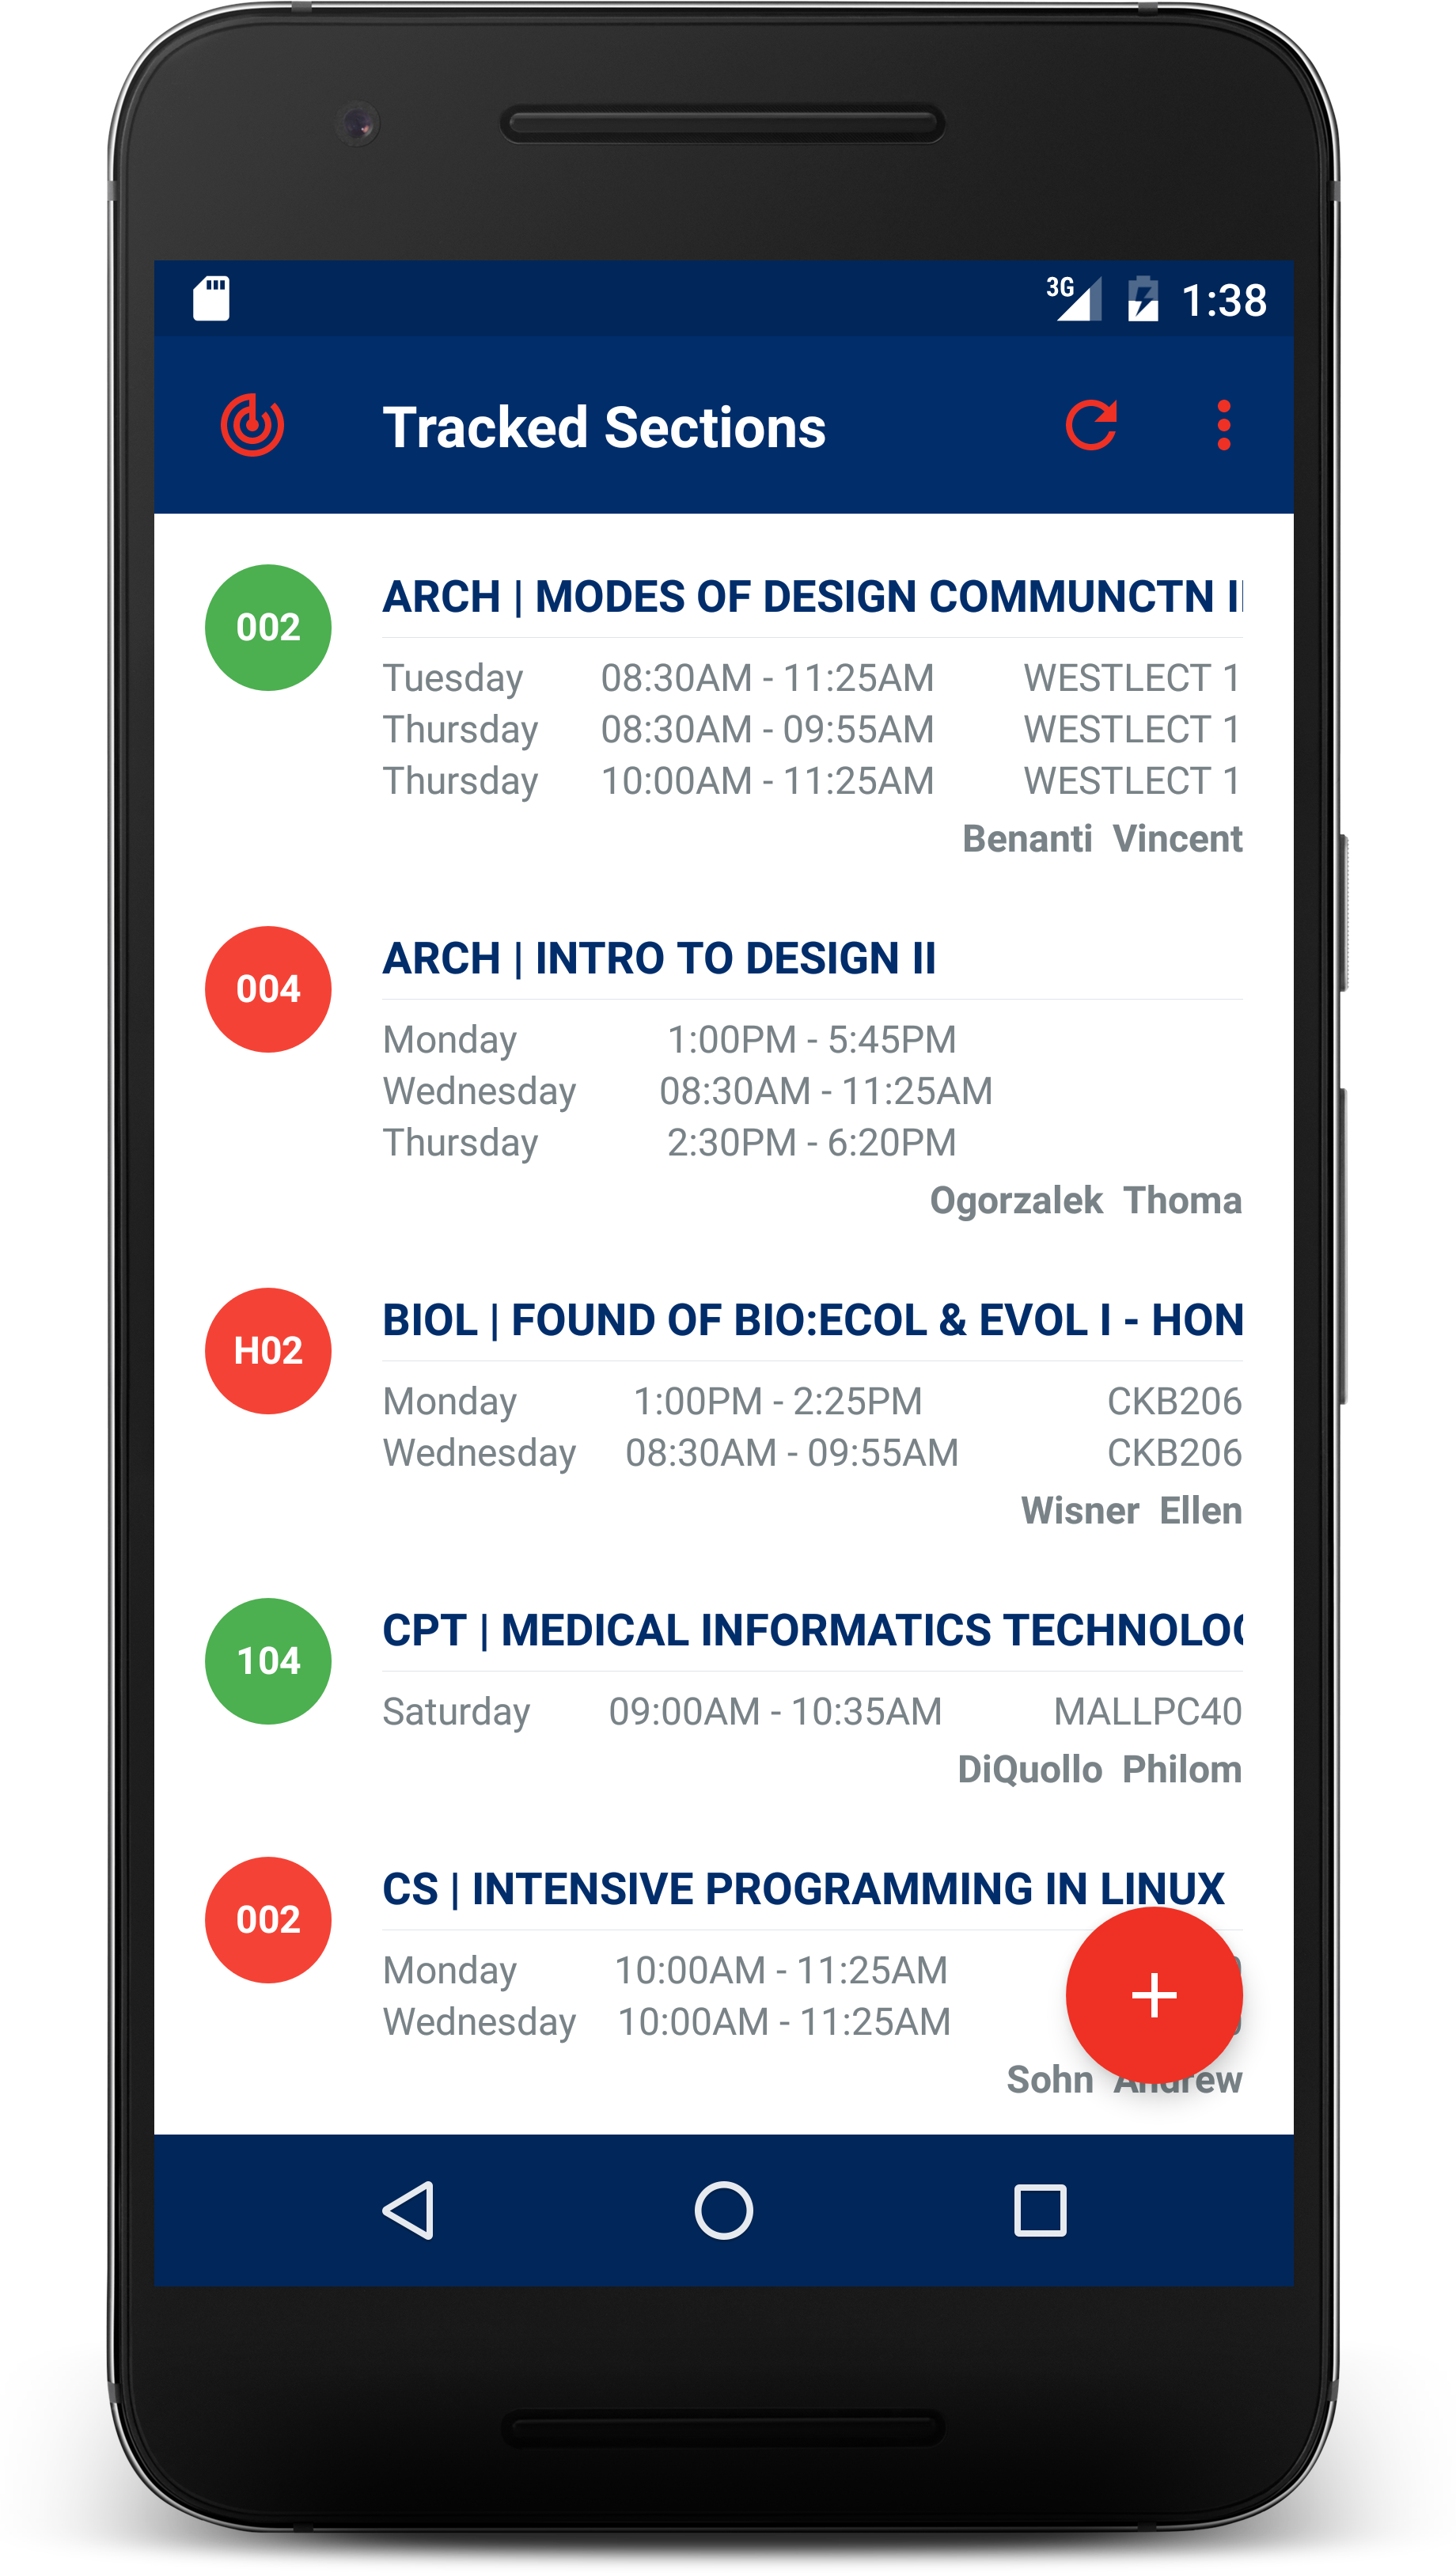 3G 1:38
Tracked Sections
002 ARCH | MODES OF DESIGN COMMUNCTN
Tuesday 08:30AM - 11:25AM WESTLECT 1
Thursday 08:30AM - 09:55AM WESTLECT 1
Thursday 10:00AM - 11:25AM WESTLECT 1
Benanti Vincent
004 ARCH | INTRO TO DESIGN II
Monday 1:00PM - 5:45PM
Wednesday 08:30AM - 11:25AM
Thursday 2:30PM - 6:20PM
Ogorzalek Thoma
H02 BIOL | FOUND OF BIO:ECOL & EVOL I - HON
Monday 1:00PM - 2:25PM CKB206
Wednesday 08:30AM - 09:55AM CKB206
Wisner Ellen
104 CPT | MEDICAL INFORMATICS TECHNOLOG
Saturday 09:00AM - 10:35AM MALLPC40
DiQuollo Philom
002 CS | INTENSIVE PROGRAMMING IN LINUX
Monday 10:00AM - 11:25AM
Wednesday 10:00AM - 11:25AM
Sohn Andrew